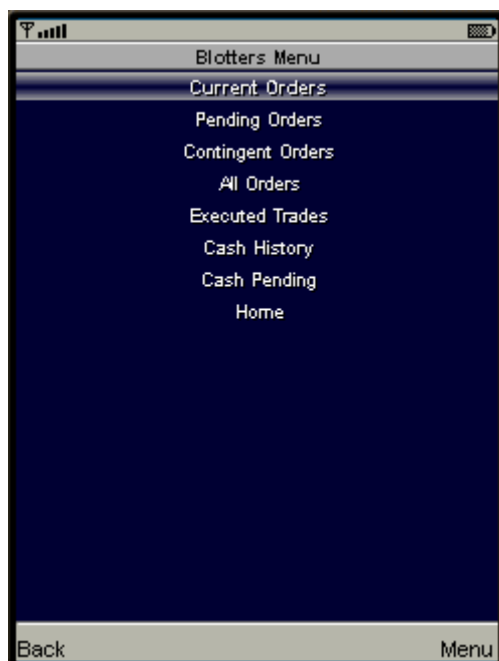 Blotters Menu
Current Orders
Pending Orders
Contingent Orders
All Orders
Executed Trades
Cash History
Cash Pending
Home
Back Menu